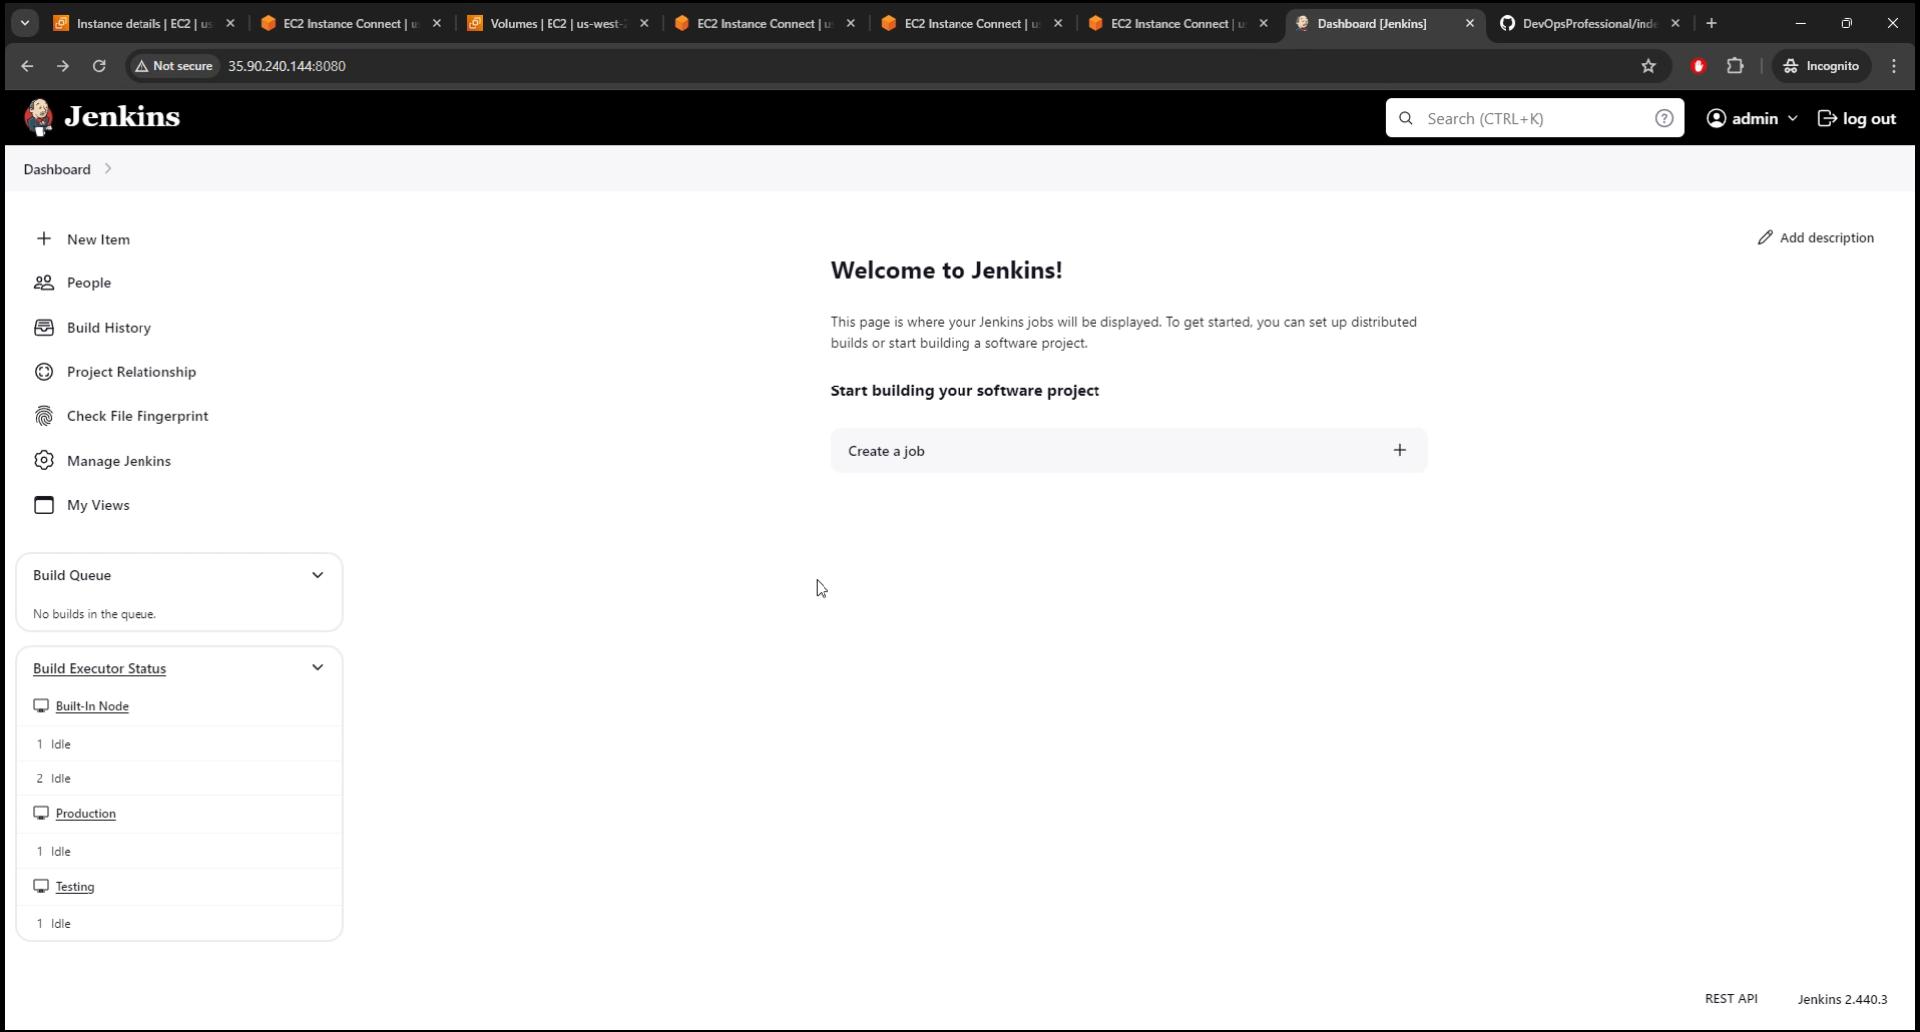 Instance details | EC2 | us
EC2 Instance Connect | u
Volumes | EC2 | us-west-2
EC2 Instance Connect | u
EC2 Instance Connect | u
EC2 Instance Connect | u
Dashboard [Jenkins]
DevOpsProfessional/inde
Not secure
35.90.240.144:8080
Incognito
Jenkins
Search (CTRL+K)
?
admin
log out
Dashboard
New Item
People
Build History
Project Relationship
Check File Fingerprint
Manage Jenkins
My Views
Add description
Welcome to Jenkins!
This page is where your Jenkins jobs will be displayed. To get started, you can set up distributed
builds or start building a software project.
Start building your software project
Create a job
Build Queue
No builds in the queue.
Build Executor Status
Built-In Node
1 Idle
2 Idle
Production
1 Idle
Testing
1 Idle
REST API
Jenkins 2.440.3